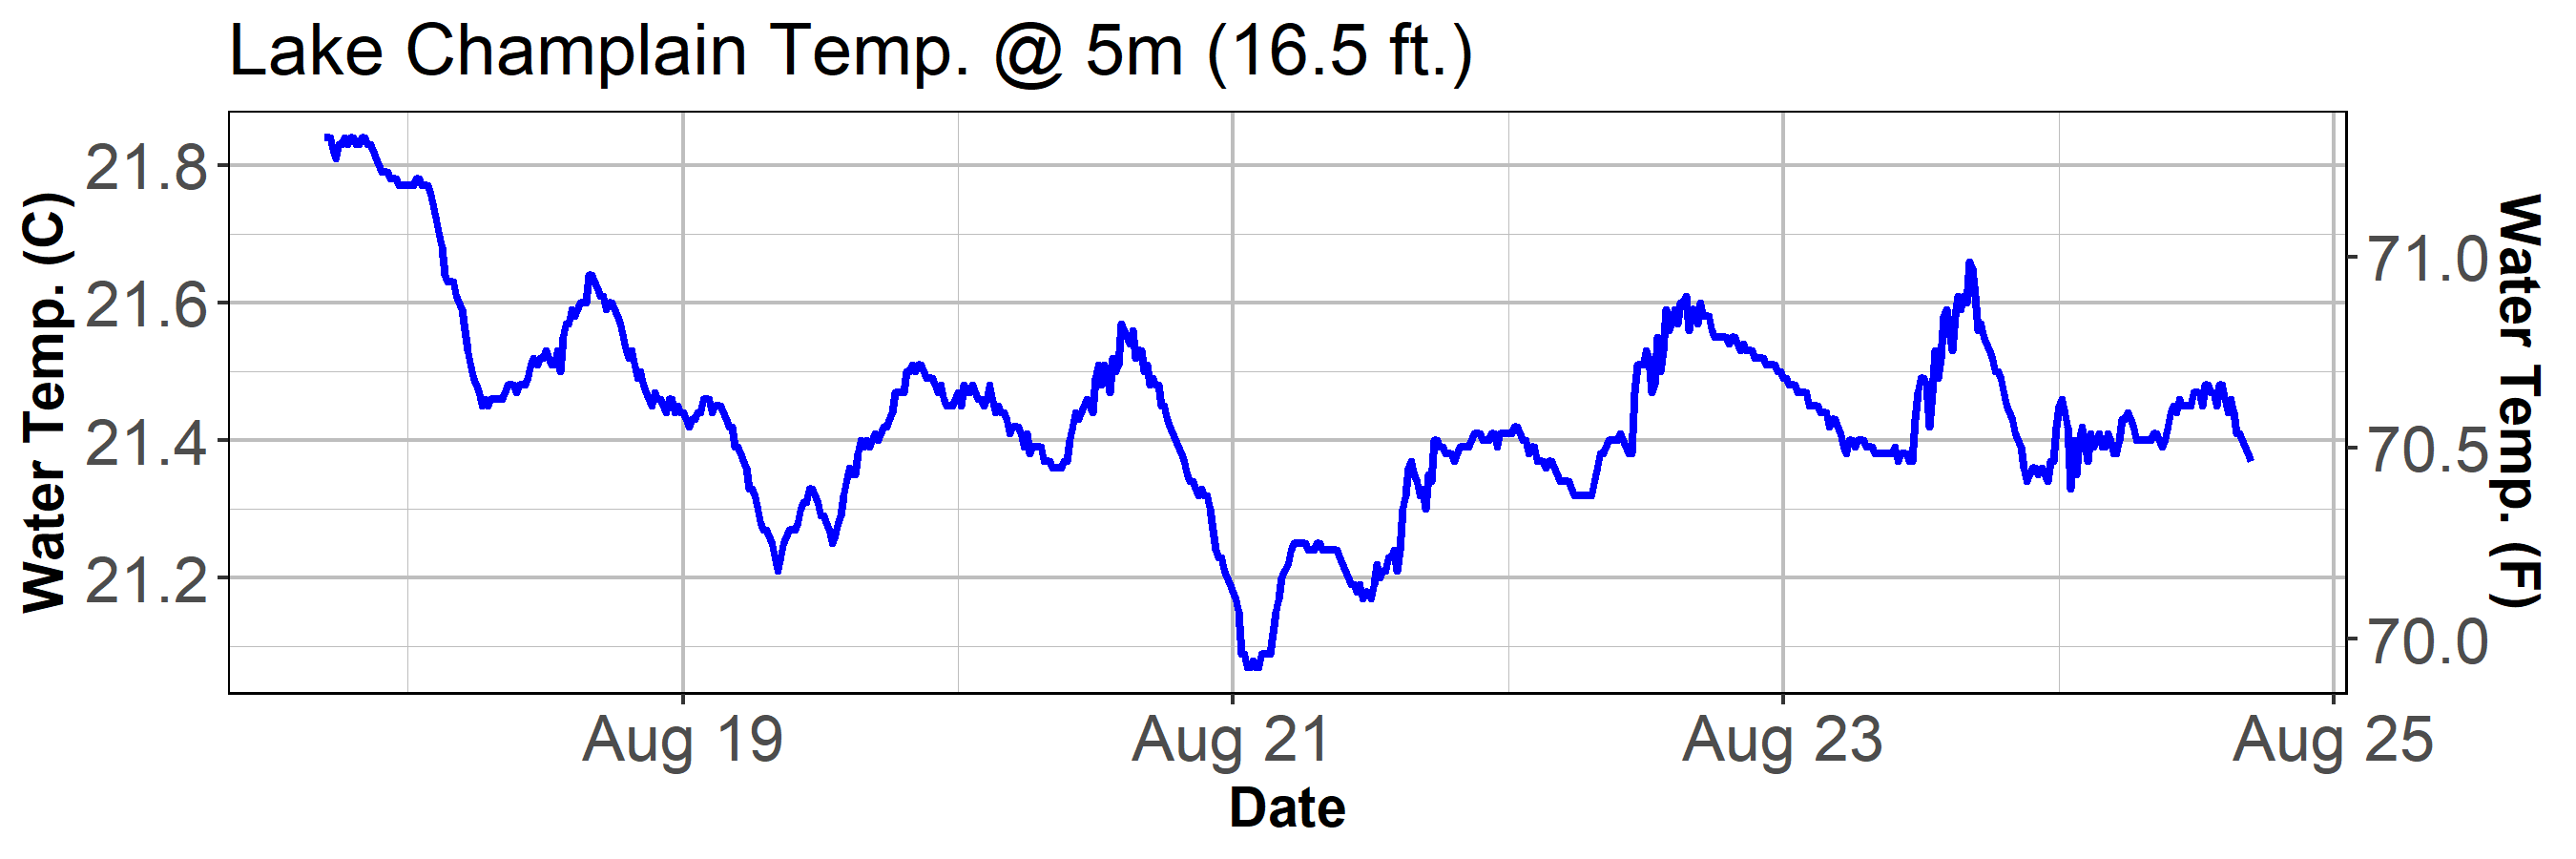 Lake Champlain Temp. @ 5m (16.5 ft.)
Water Temp. (C)
21.8
21.6
21.4
21.2
71.0
70.5
70.0
Water Temp. (F)
Aug 19 Aug 21 Aug 23 Aug 25
Date